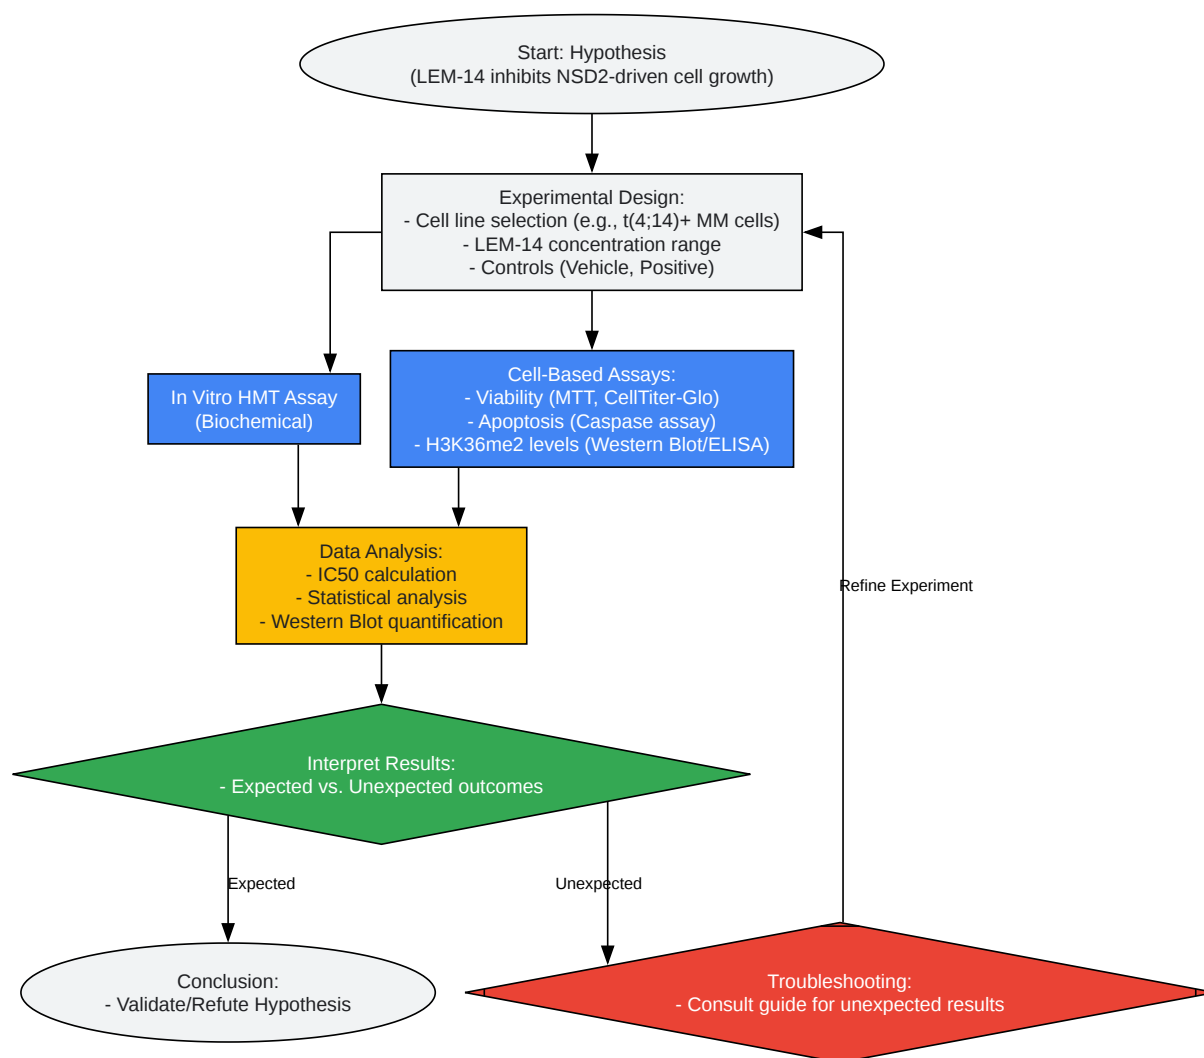 Start: Hypothesis
(LEM-14 inhibits NSD2-driven cell growth)
Experimental Design:
- Cell line selection (e.g., t(4;14)+ MM cells)
- LEM-14 concentration range
- Controls (Vehicle, Positive)
In Vitro HMT Assay
(Biochemical)
Cell-Based Assays:
- Viability (MTT, CellTiter-Glo)
- Apoptosis (Caspase assay)
- H3K36me2 levels (Western Blot/ELISA)
Data Analysis:
- IC50 calculation
- Statistical analysis
- Western Blot quantification
Refine Experiment
Interpret Results:
- Expected vs. Unexpected outcomes
Expected
Unexpected
Conclusion:
- Validate/Refute Hypothesis
Troubleshooting:
- Consult guide for unexpected results